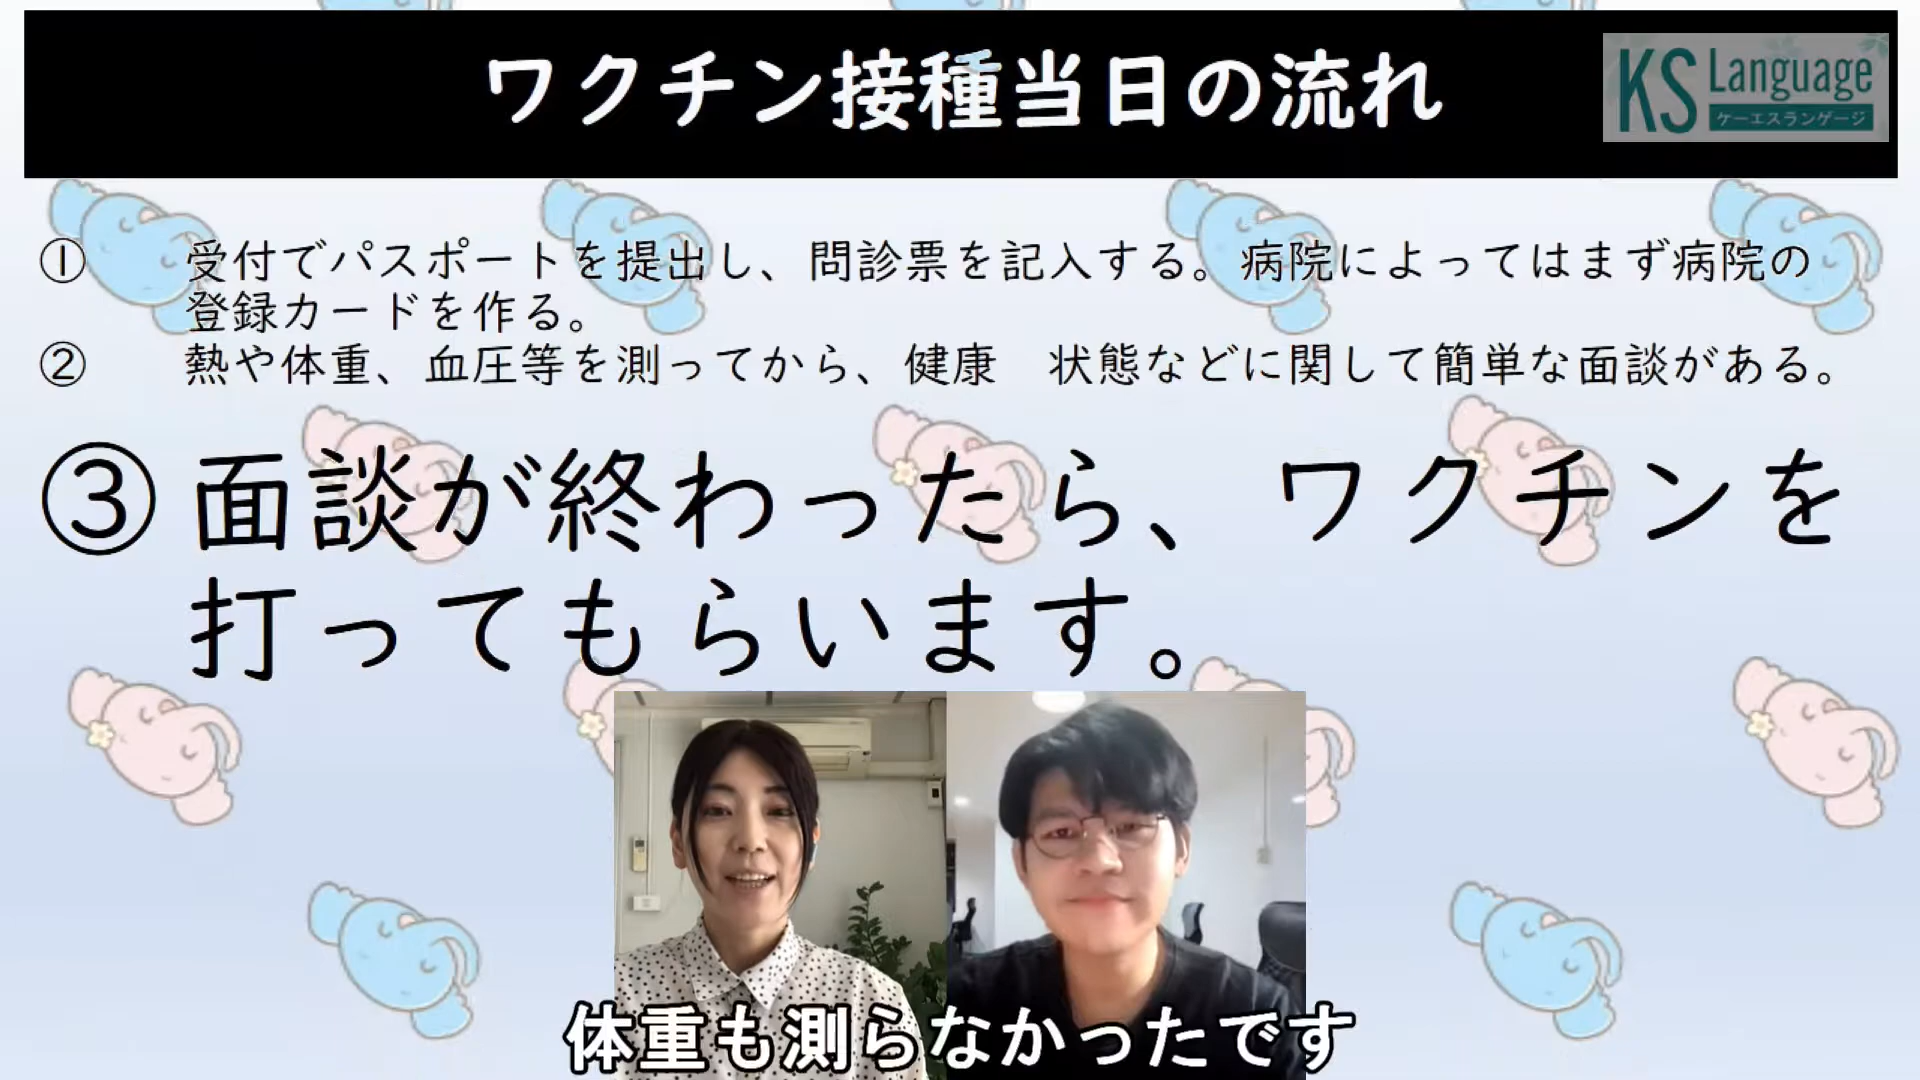 ワクチン接種当日の流れ
KS Language
ケーエスランゲージ
① 受付でパスポートを提出し、問診票を記入する。病院によってはまず病院の
登録カードを作る。
② 熱や体重、血圧等を測ってから、健康　状態などに関して簡単な面談がある。
③ 面談が終わったら、ワクチンを
打ってもらいます。
体重も測らなかったです